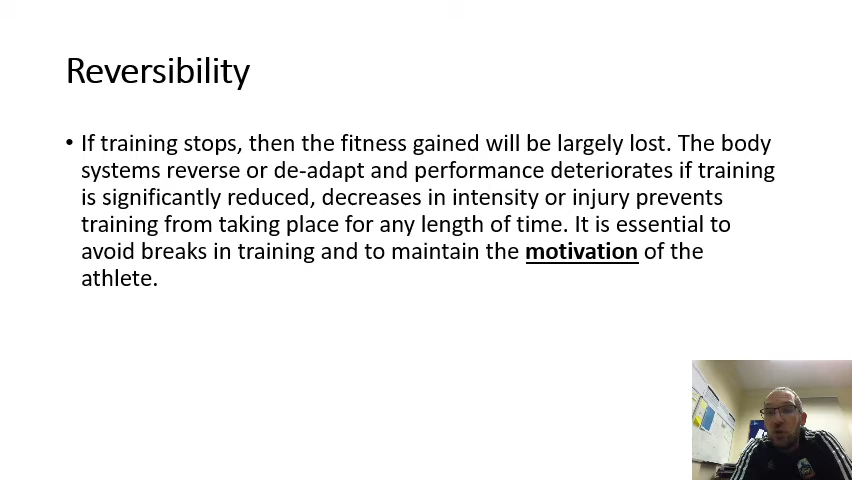 Reversibility
• If training stops, then the fitness gained will be largely lost. The body
systems reverse or de-adapt and performance deteriorates if training
is significantly reduced, decreases in intensity or injury prevents
training from taking place for any length of time. It is essential to
avoid breaks in training and to maintain the motivation of the
athlete.